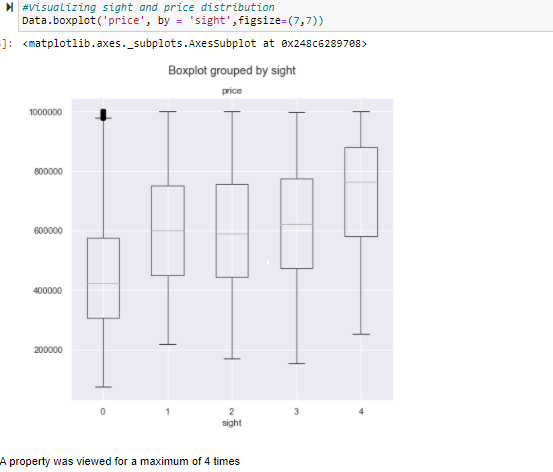 #Visualizing sight and price distribution
Data.boxplot('price', by = 'sight',figsize=(7,7))
]: <matplotlib.axes._subplots.AxesSubplot at 0x248c6289708>
Boxplot grouped by sight
price
1000000
800000
600000
400000
200000
0 1 2 3 4
sight
A property was viewed for a maximum of 4 times